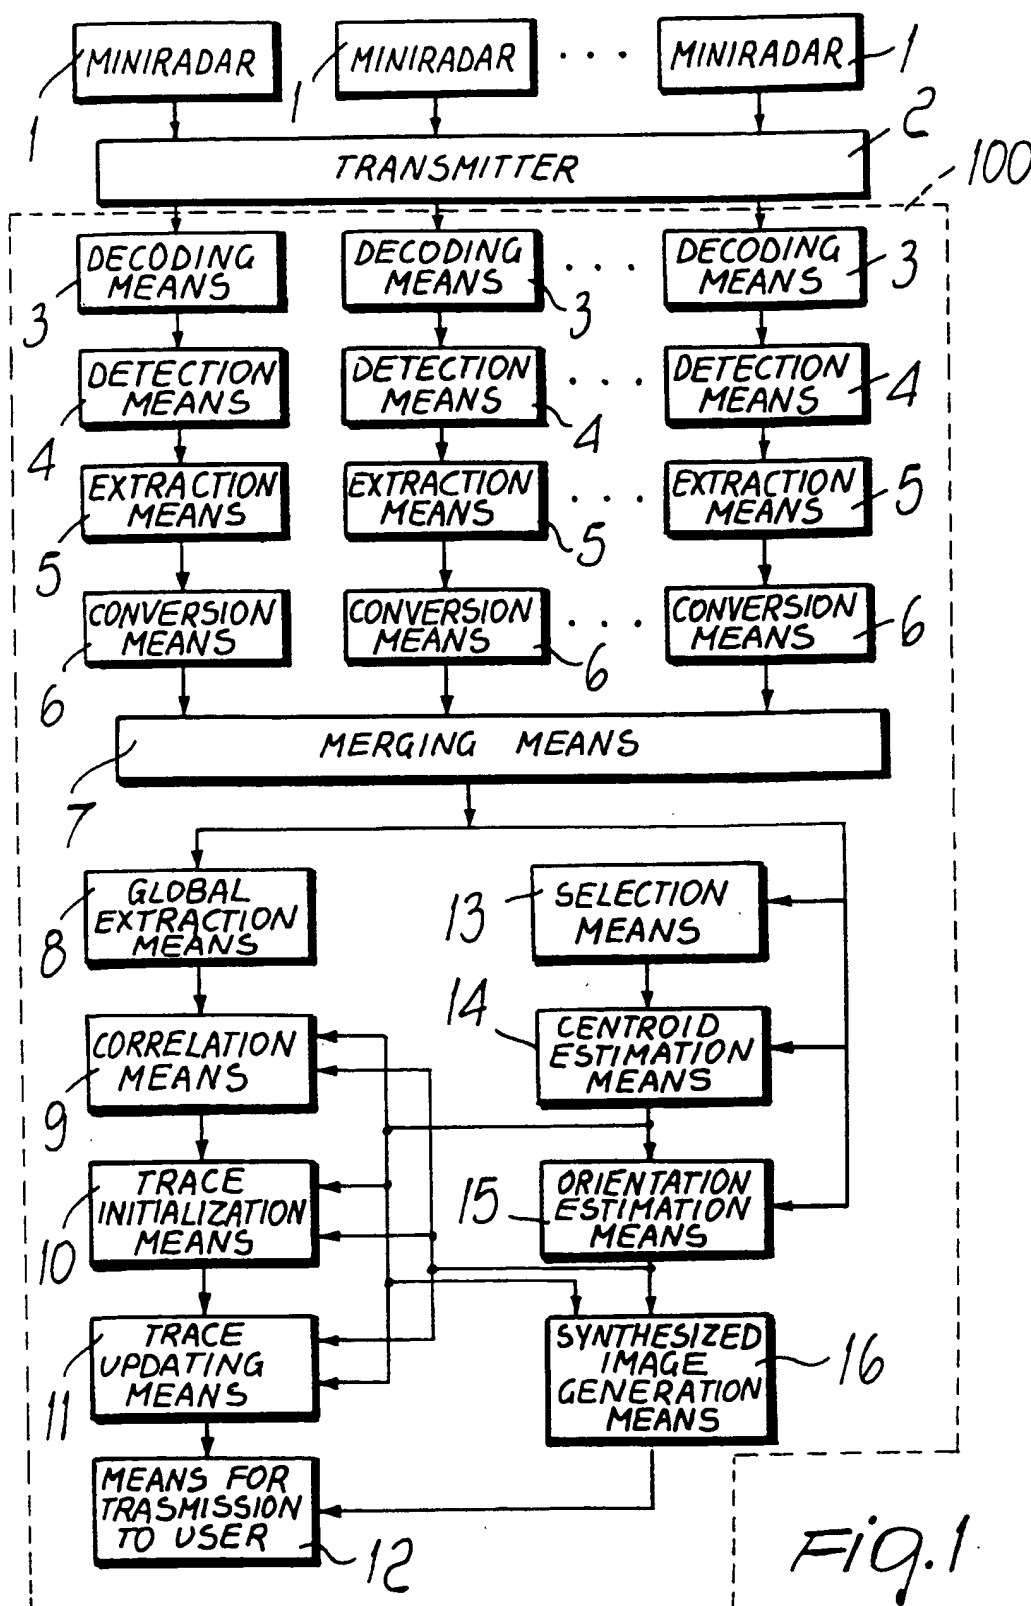 MINIRADAR
MINIRADAR
. . .
MINIRADAR
1
1
1
2
TRANSMITTER
100
DECODING
MEANS
DECODING
MEANS
. . . .
DECODING
MEANS
3
3
3
DETECTION
MEANS
DETECTION
MEANS
. . . .
DETECTION
MEANS
4
4
4
EXTRACTION
MEANS
EXTRACTION
MEANS
. . . .
EXTRACTION
MEANS
5
5
5
CONVERSION
MEANS
CONVERSION
MEANS
. . . .
CONVERSION
MEANS
6
6
6
MERGING MEANS
7
GLOBAL
EXTRACTION
MEANS
8
13
SELECTION
MEANS
CORRELATION
MEANS
9
14
CENTROID
ESTIMATION
MEANS
TRACE
INITIALIZATION
MEANS
10
15
ORIENTATION
ESTIMATION
MEANS
TRACE
UPDATING
MEANS
11
SYNTHESIZED
IMAGE
GENERATION
MEANS
16
MEANS FOR
TRASMISSION
TO USER
12
Fig.1